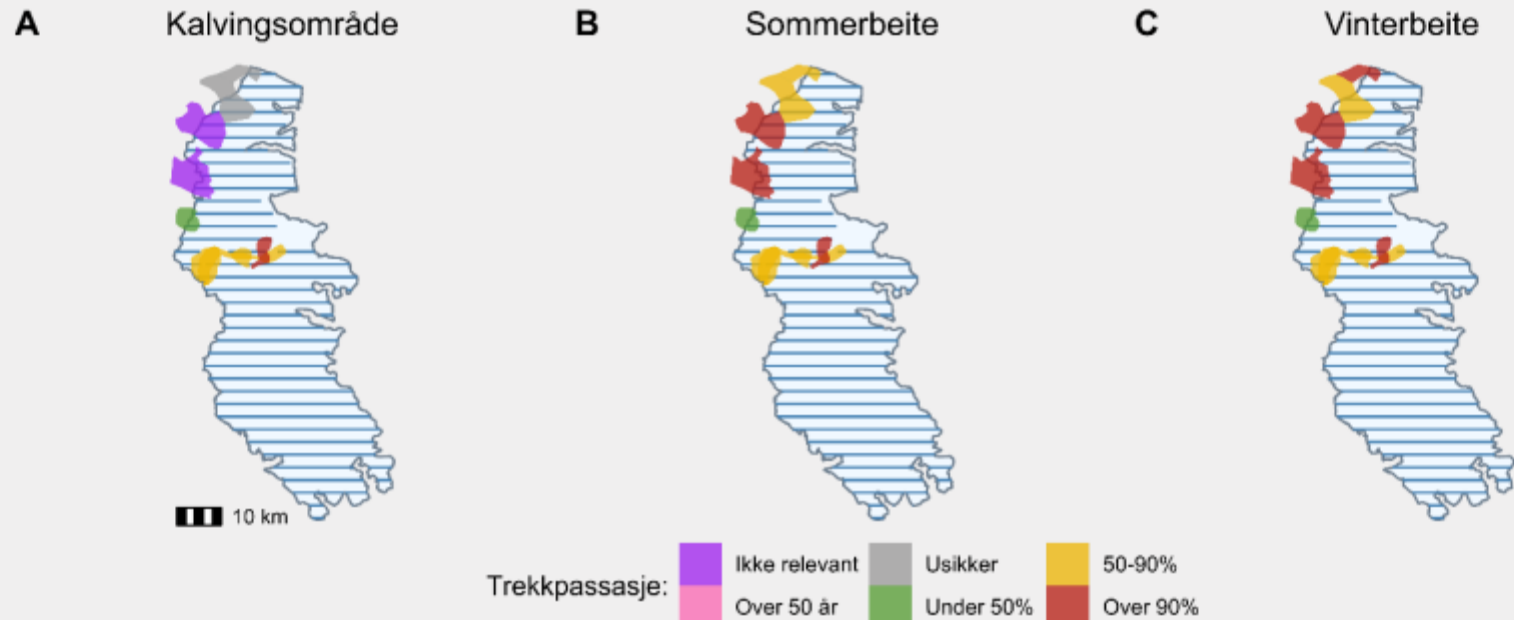 A Kalvingsområde B Sommerbeite C Vinterbeite
10 km
Trekkpassasje:
Ikke relevant Usikker 50-90%
Over 50 år Under 50% Over 90%